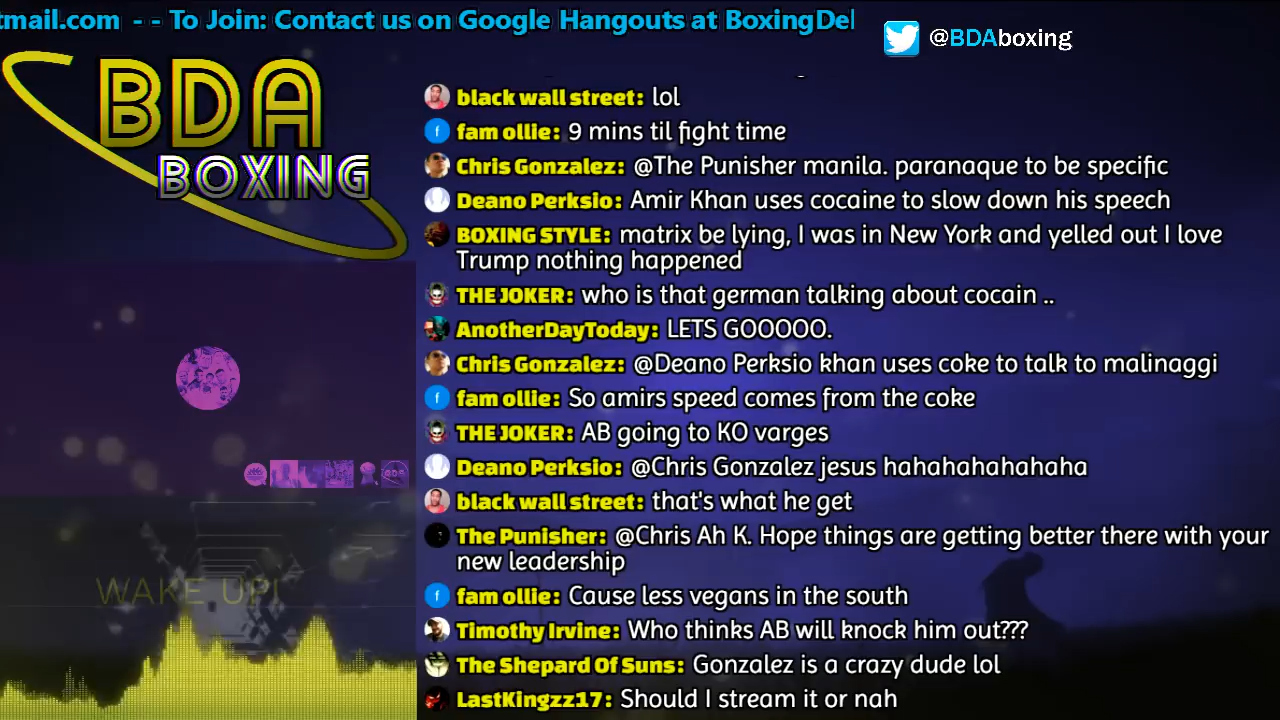 tmail.com - - To Join: Contact us on Google Hangouts at BoxingDel
@BDAboxing
BDA
BOXING
black wall street: lol
fam ollie: 9 mins til fight time
Chris Gonzalez: @The Punisher manila. paranaque to be specific
Deano Perksio: Amir Khan uses cocaine to slow down his speech
BOXING STYLE: matrix be lying, I was in New York and yelled out I love
Trump nothing happened
THE JOKER: who is that german talking about cocain ..
AnotherDayToday: LETS GOOOOO.
Chris Gonzalez: @Deano Perksio khan uses coke to talk to malinaggi
fam ollie: So amirs speed comes from the coke
THE JOKER: AB going to KO varges
Deano Perksio: @Chris Gonzalez jesus hahahahahahaha
black wall street: that's what he get
The Punisher: @Chris Ah K. Hope things are getting better there with your
new leadership
fam ollie: Cause less vegans in the south
Timothy Irvine: Who thinks AB will knock him out???
The Shepard Of Suns: Gonzalez is a crazy dude lol
LastKingzz17: Should I stream it or nah
WAKE UP!